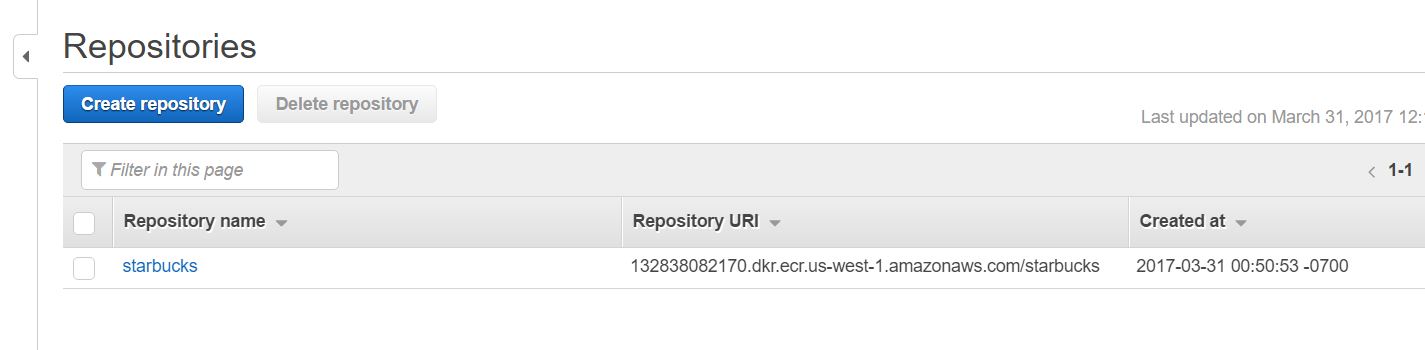 Repositories
Create repository Delete repository
Last updated on March 31, 2017 12:
Filter in this page
1-1
Repository name Repository URI Created at
starbucks 132838082170.dkr.ecr.us-west-1.amazonaws.com/starbucks 2017-03-31 00:50:53 -0700